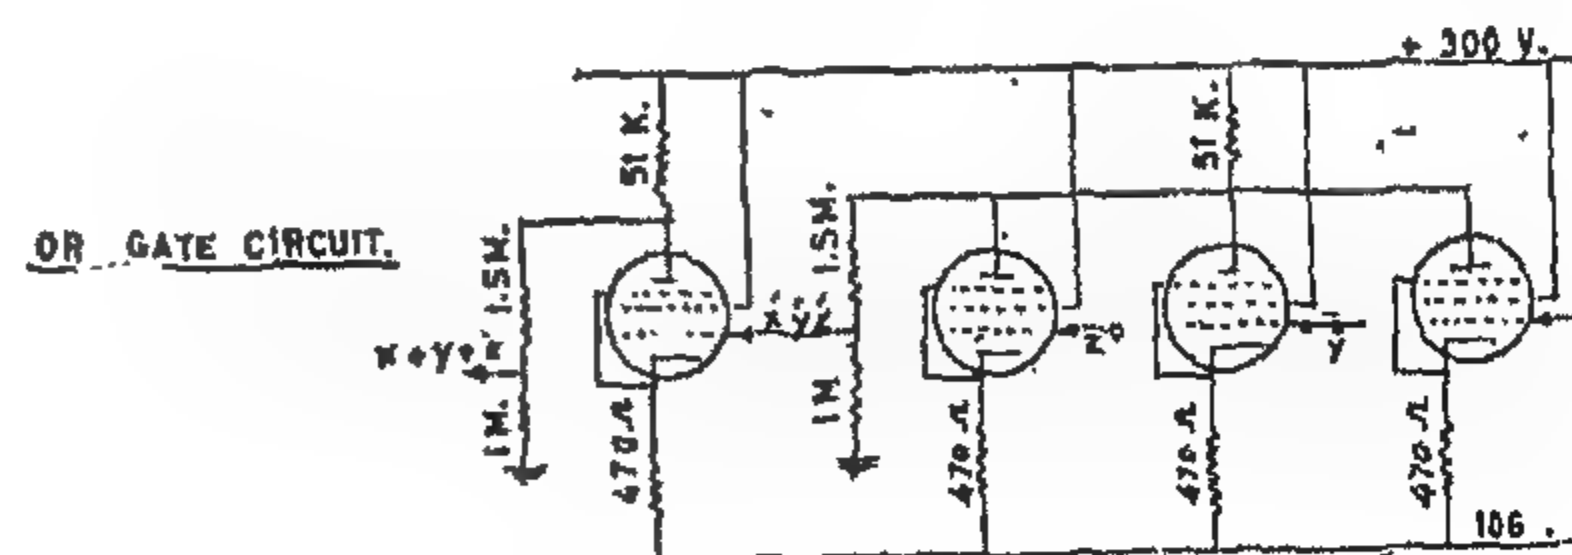 + 300 V.
51 K.
51 K.
OR GATE CIRCUIT.
1.5M.
1.5M.
x' y' z'
x + y + z
1M.
1M
z
y
470 Ω
470 Ω
470 Ω
470 Ω
106 .